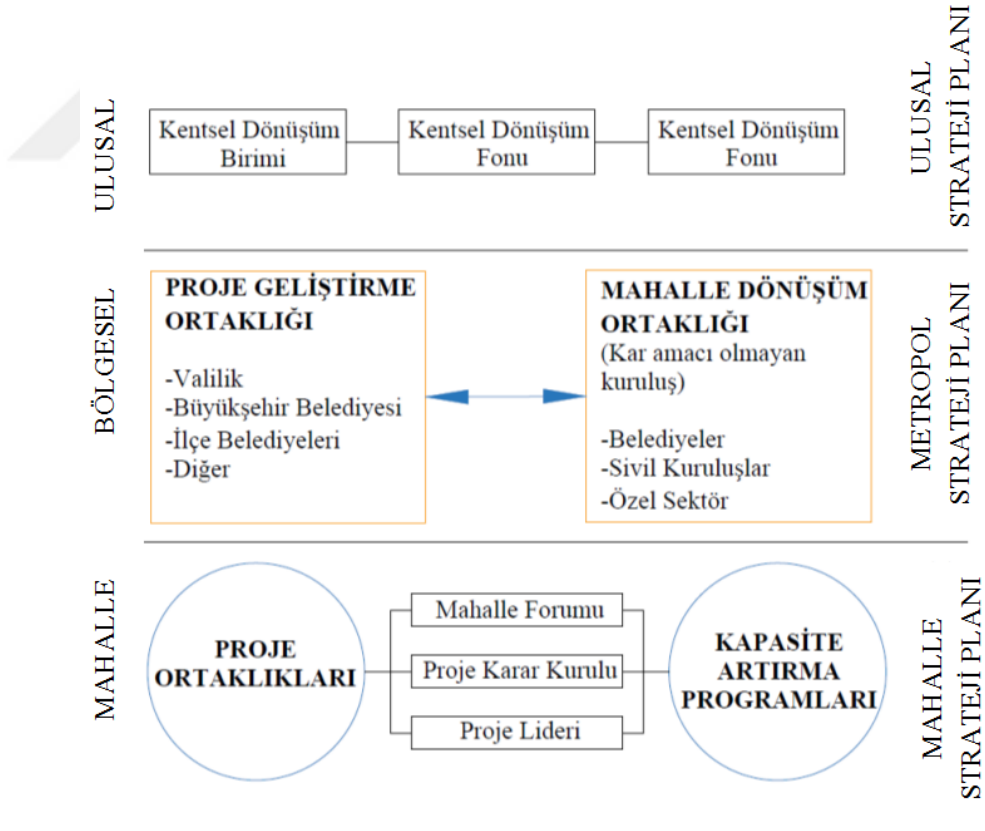 ULUSAL
Kentsel Dönüşüm
Birimi
Kentsel Dönüşüm
Fonu
Kentsel Dönüşüm
Fonu
ULUSAL
STRATEJİ PLANI
BÖLGESEL
PROJE GELİŞTİRME
ORTAKLIĞI
-Valilik
-Büyükşehir Belediyesi
-İlçe Belediyeleri
-Diğer
MAHALLE DÖNÜŞÜM
ORTAKLIĞI
(Kar amacı olmayan
kuruluş)
-Belediyeler
-Sivil Kuruluşlar
-Özel Sektör
METROPOL
STRATEJİ PLANI
MAHALLE
PROJE
ORTAKLIKLARI
Mahalle Forumu
Proje Karar Kurulu
Proje Lideri
KAPASİTE
ARTIRMA
PROGRAMLARI
MAHALLE
STRATEJİ PLANI